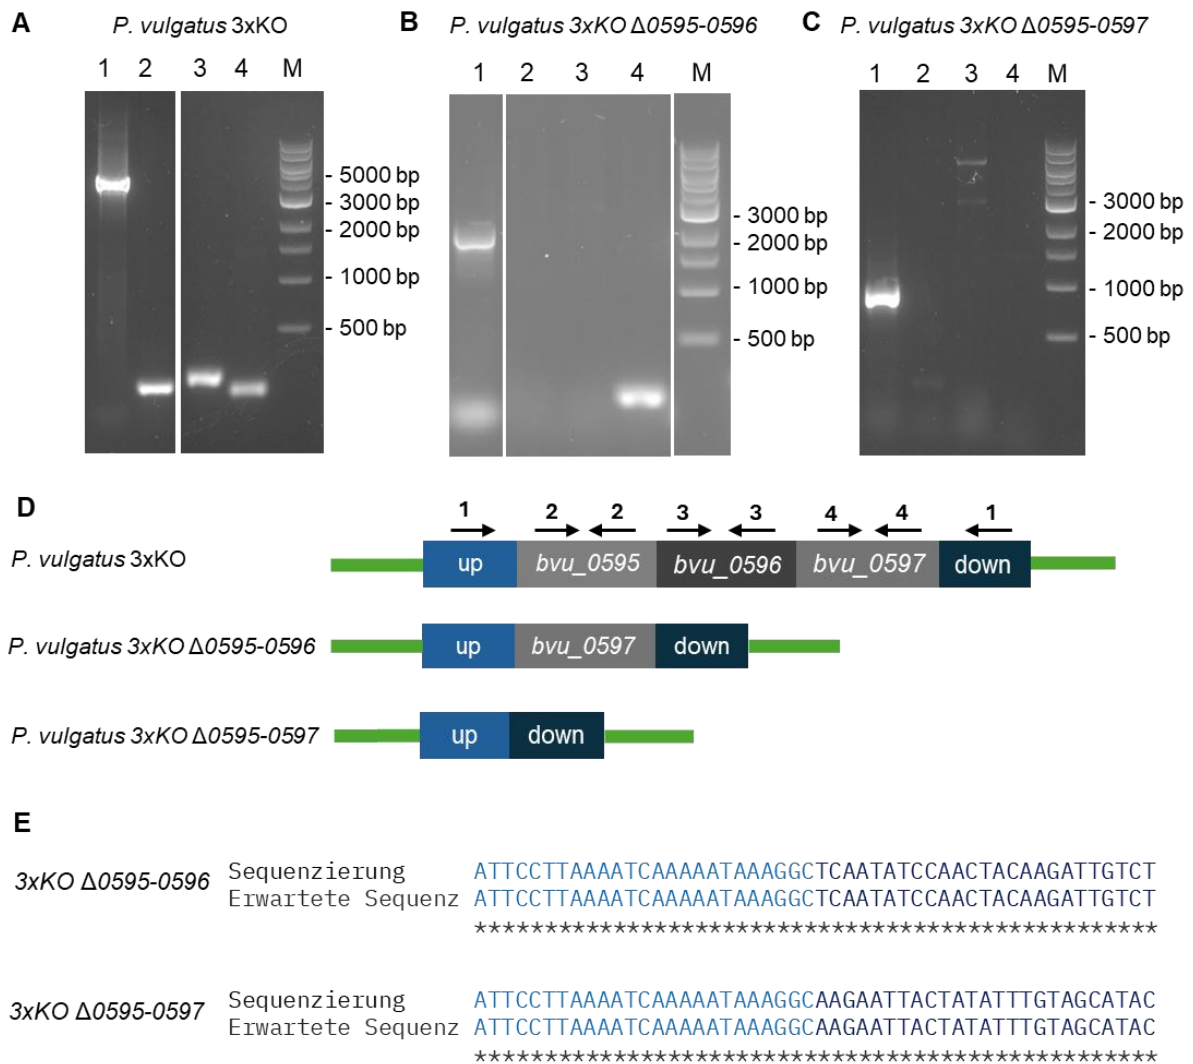 A P. vulgatus 3xKO
1 2 3 4 M
- 5000 bp
- 3000 bp
- 2000 bp
- 1000 bp
- 500 bp
B P. vulgatus 3xKO Δ0595-0596
1 2 3 4 M
- 3000 bp
- 2000 bp
- 1000 bp
- 500 bp
C P. vulgatus 3xKO Δ0595-0597
1 2 3 4 M
- 3000 bp
- 2000 bp
- 1000 bp
- 500 bp
D
1 2 2 3 3 4 4 1
P. vulgatus 3xKO up bvu_0595 bvu_0596 bvu_0597 down
P. vulgatus 3xKO Δ0595-0596 up bvu_0597 down
P. vulgatus 3xKO Δ0595-0597 up down
E
3xKO Δ0595-0596
Sequenzierung ATTCCTTAAAATCAAAAATAAAGGCTCAATATCCAACTACAAGATTGTCT
Erwartete Sequenz ATTCCTTAAAATCAAAAATAAAGGCTCAATATCCAACTACAAGATTGTCT
**************************************************
3xKO Δ0595-0597
Sequenzierung ATTCCTTAAAATCAAAAATAAAGGCAAGAATTACTATATTTGTAGCATAC
Erwartete Sequenz ATTCCTTAAAATCAAAAATAAAGGCAAGAATTACTATATTTGTAGCATAC
**************************************************